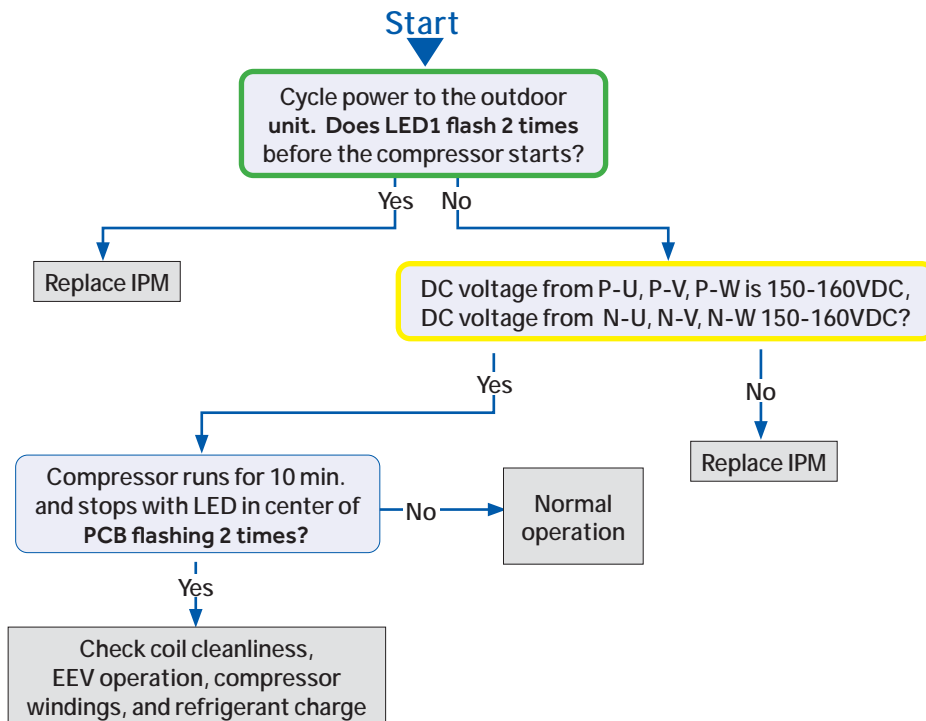 Start
Cycle power to the outdoor
unit. Does LED1 flash 2 times
before the compressor starts?
Yes
No
Replace IPM
DC voltage from P-U, P-V, P-W is 150-160VDC,
DC voltage from N-U, N-V, N-W 150-160VDC?
Yes
No
Replace IPM
Compressor runs for 10 min.
and stops with LED in center of
PCB flashing 2 times?
No
Normal
operation
Yes
Check coil cleanliness,
EEV operation, compressor
windings, and refrigerant charge